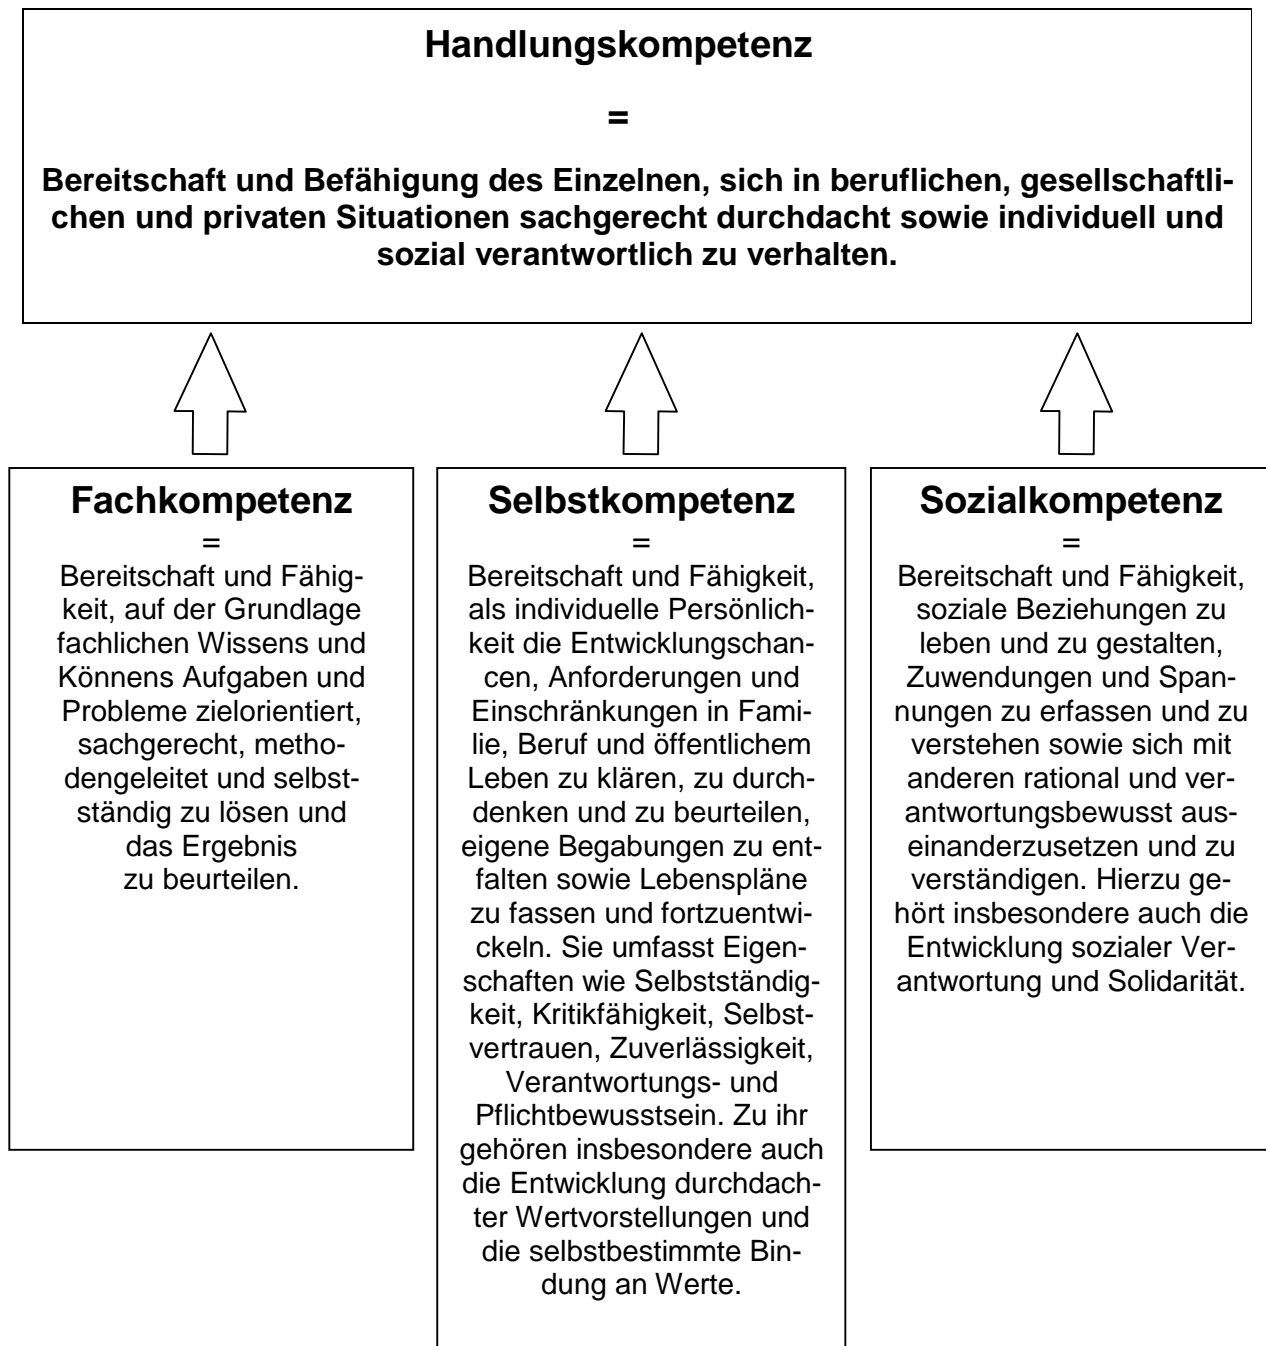 Handlungskompetenz
=
Bereitschaft und Befähigung des Einzelnen, sich in beruflichen, gesellschaftli-
chen und privaten Situationen sachgerecht durchdacht sowie individuell und
sozial verantwortlich zu verhalten.
Fachkompetenz
=
Bereitschaft und Fähig-
keit, auf der Grundlage
fachlichen Wissens und
Könnens Aufgaben und
Probleme zielorientiert,
sachgerecht, metho-
dengeleitet und selbst-
ständig zu lösen und
das Ergebnis
zu beurteilen.
Selbstkompetenz
=
Bereitschaft und Fähigkeit,
als individuelle Persönlich-
keit die Entwicklungschan-
cen, Anforderungen und
Einschränkungen in Fami-
lie, Beruf und öffentlichem
Leben zu klären, zu durch-
denken und zu beurteilen,
eigene Begabungen zu ent-
falten sowie Lebenspläne
zu fassen und fortzuentwi-
ckeln. Sie umfasst Eigen-
schaften wie Selbstständig-
keit, Kritikfähigkeit, Selbst-
vertrauen, Zuverlässigkeit,
Verantwortungs- und
Pflichtbewusstsein. Zu ihr
gehören insbesondere auch
die Entwicklung durchdach-
ter Wertvorstellungen und
die selbstbestimmte Bin-
dung an Werte.
Sozialkompetenz
=
Bereitschaft und Fähigkeit,
soziale Beziehungen zu
leben und zu gestalten,
Zuwendungen und Span-
nungen zu erfassen und zu
verstehen sowie sich mit
anderen rational und ver-
antwortungsbewusst aus-
einanderzusetzen und zu
verständigen. Hierzu ge-
hört insbesondere auch die
Entwicklung sozialer Ver-
antwortung und Solidarität.